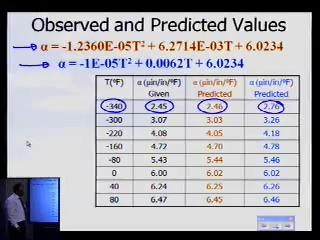 Observed and Predicted Values
α = -1.2360E-05T² + 6.2714E-03T + 6.0234
α = -1E-05T² + 0.0062T + 6.0234
T(°F) α (μin/in/°F) Given α (μin/in/°F) Predicted α (μin/in/°F) Predicted
-340 2.45 2.46 2.76
-300 3.07 3.03 3.26
-220 4.08 4.05 4.18
-160 4.72 4.70 4.78
-80 5.43 5.44 5.46
0 6.00 6.02 6.02
40 6.24 6.25 6.26
80 6.47 6.45 6.46